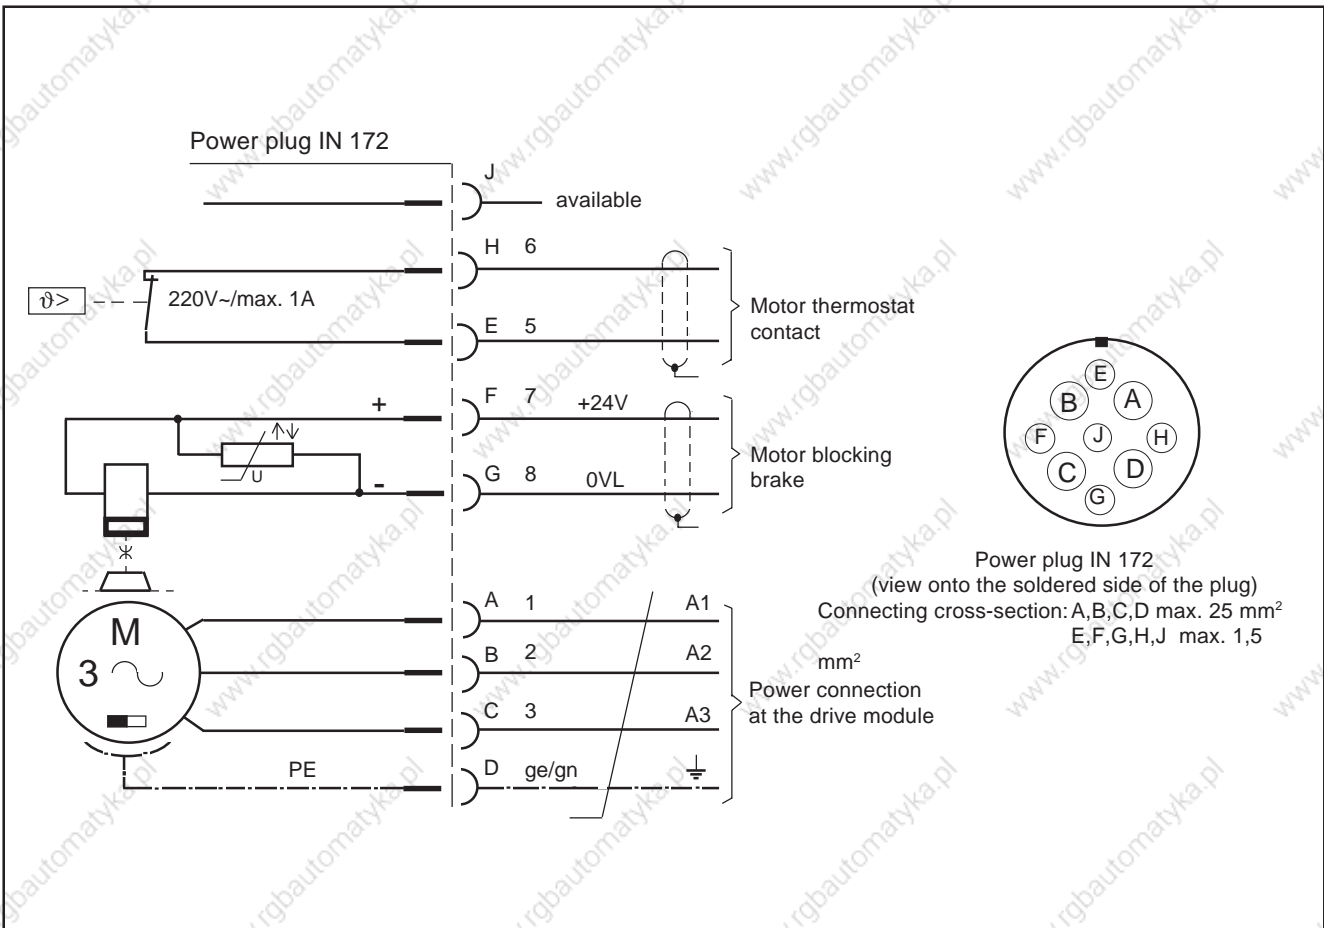 Power plug IN 172
J
available
H 6
220V~/max. 1A
ϑ>
E 5
Motor thermostat
contact
F 7 +24V
+
U
G 8 0VL
-
Motor blocking
brake
A 1 A1
M
3
B 2 A2
C 3 A3
Power connection
at the drive module
PE
D ge/gn
E
B A
F J H
C D
G
Power plug IN 172
(view onto the soldered side of the plug)
Connecting cross-section: A,B,C,D max. 25 mm²
E,F,G,H,J max. 1,5
mm²
www.rgbautomatyka.pl